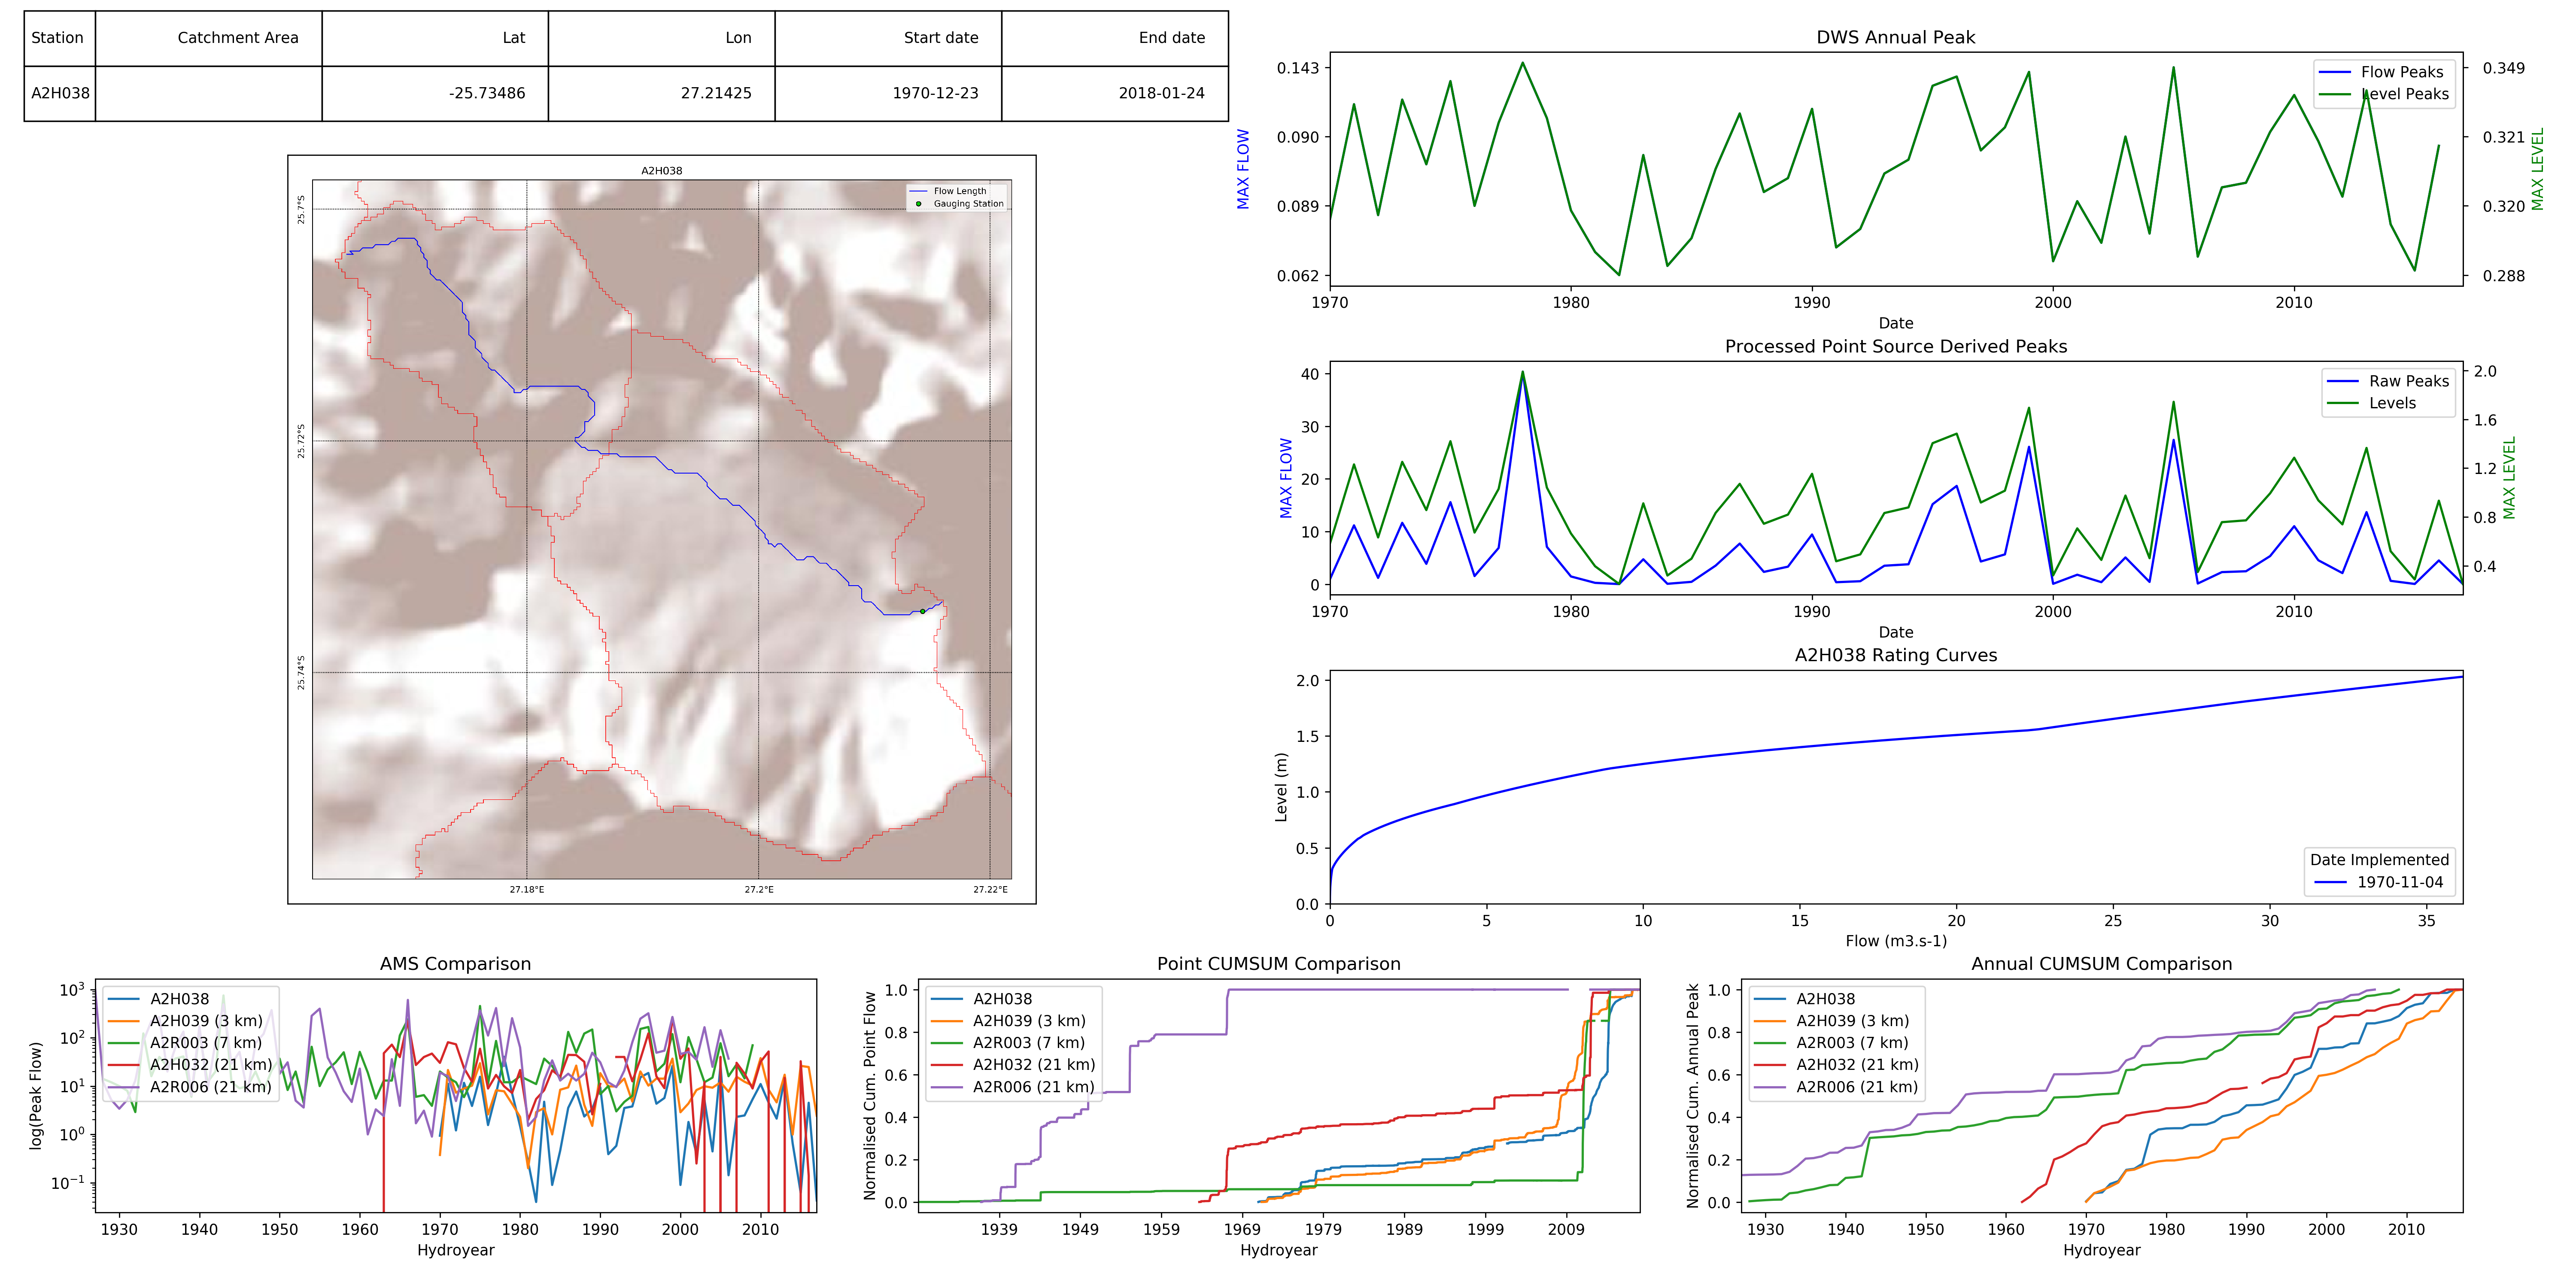 Station Catchment Area Lat Lon Start date End date
A2H038 -25.73486 27.21425 1970-12-23 2018-01-24
A2H038
Flow Length
Gauging Station
25.7°S
25.72°S
25.74°S
27.18°E 27.2°E 27.22°E
DWS Annual Peak
Flow Peaks
Level Peaks
MAX FLOW
0.143
0.090
0.089
0.062
MAX LEVEL
0.349
0.321
0.320
0.288
1970 1980 1990 2000 2010
Date
Processed Point Source Derived Peaks
Raw Peaks
Levels
MAX FLOW
40
30
20
10
0
MAX LEVEL
2.0
1.6
1.2
0.8
0.4
1970 1980 1990 2000 2010
Date
A2H038 Rating Curves
Level (m)
2.0
1.5
1.0
0.5
0.0
Date Implemented
1970-11-04
0 5 10 15 20 25 30 35
Flow (m3.s-1)
AMS Comparison
log(Peak Flow)
10³
10²
10¹
10⁰
10⁻¹
A2H038
A2H039 (3 km)
A2R003 (7 km)
A2H032 (21 km)
A2R006 (21 km)
1930 1940 1950 1960 1970 1980 1990 2000 2010
Hydroyear
Point CUMSUM Comparison
Normalised Cum. Point Flow
1.0
0.8
0.6
0.4
0.2
0.0
A2H038
A2H039 (3 km)
A2R003 (7 km)
A2H032 (21 km)
A2R006 (21 km)
1939 1949 1959 1969 1979 1989 1999 2009
Hydroyear
Annual CUMSUM Comparison
Normalised Cum. Annual Peak
1.0
0.8
0.6
0.4
0.2
0.0
A2H038
A2H039 (3 km)
A2R003 (7 km)
A2H032 (21 km)
A2R006 (21 km)
1930 1940 1950 1960 1970 1980 1990 2000 2010
Hydroyear